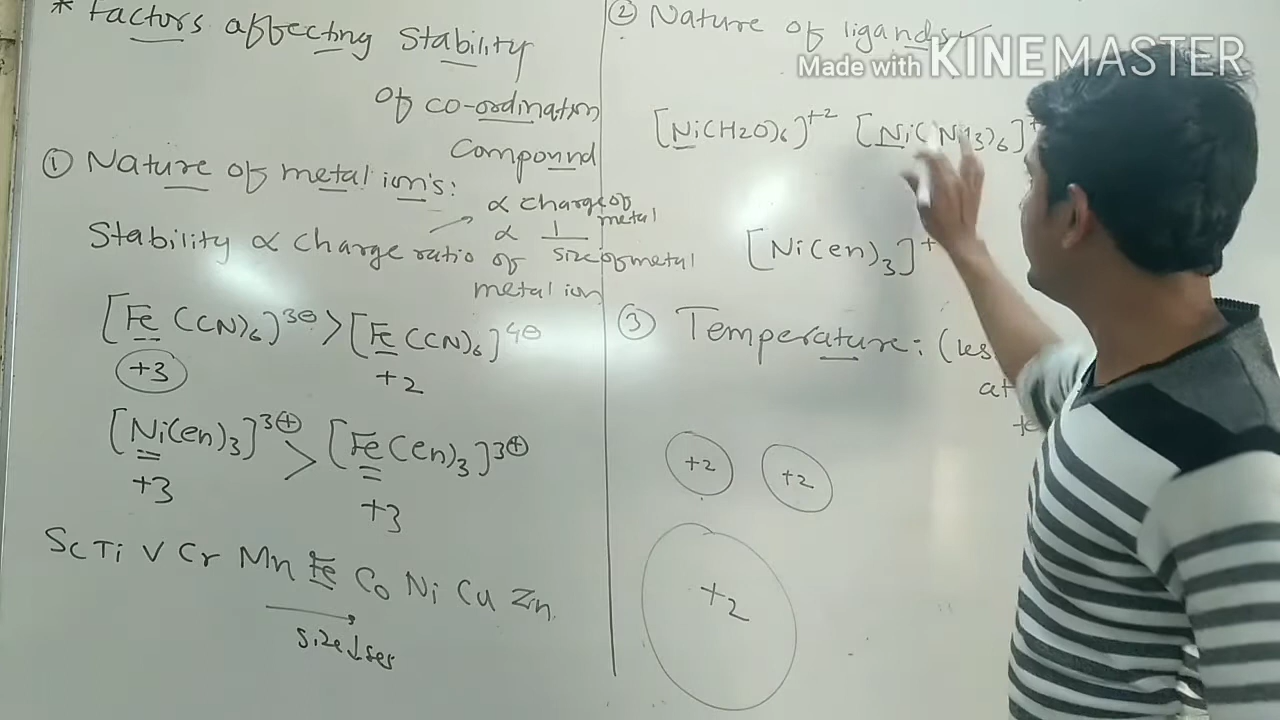 * Factors affecting Stability
of co-ordination
Compound
① Nature of metal ion's:
Stability ∝ charge ratio of
metal ion
∝ charge of
metal
∝ 1
size of metal
[Fe(CN)6]3⊖ > [Fe(CN)6]4⊖
+3 +2
[Ni(en)3]3⊕ > [Fe(en)3]3⊕
+3 +3
Sc Ti V Cr Mn Fe Co Ni Cu Zn
size↓ses
② Nature of ligands
Made with KINEMASTER
[Ni(H2O)6]+2 [Ni(NH3)6]+
[Ni(en)3]+
③ Temperature: (les
at
te
+2 +2
+2